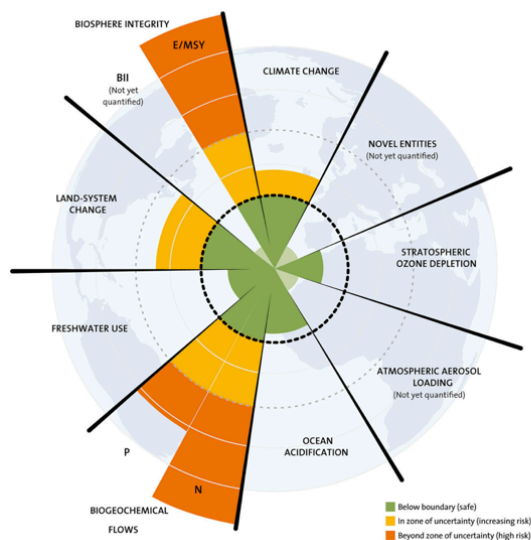 BIOSPHERE INTEGRITY
E/MSY
BII
(Not yet
quantified)
CLIMATE CHANGE
NOVEL ENTITIES
(Not yet quantified)
LAND-SYSTEM
CHANGE
STRATOSPHERIC
OZONE DEPLETION
FRESHWATER USE
ATMOSPHERIC AEROSOL
LOADING
(Not yet quantified)
OCEAN
ACIDIFICATION
P
N
BIOGEOCHEMICAL
FLOWS
Below boundary (safe)
In zone of uncertainty (increasing risk)
Beyond zone of uncertainty (high risk)